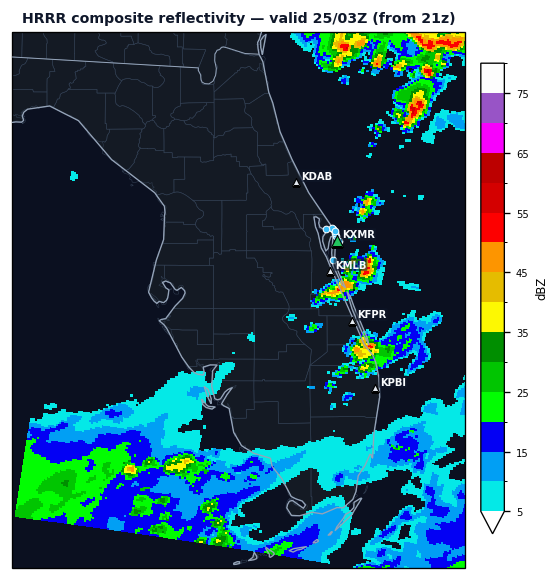 HRRR composite reflectivity — valid 25/03Z (from 21z)
KDAB
KXMR
KMLB
KFPR
KPBI
75
65
55
45
35
25
15
5
dBZ